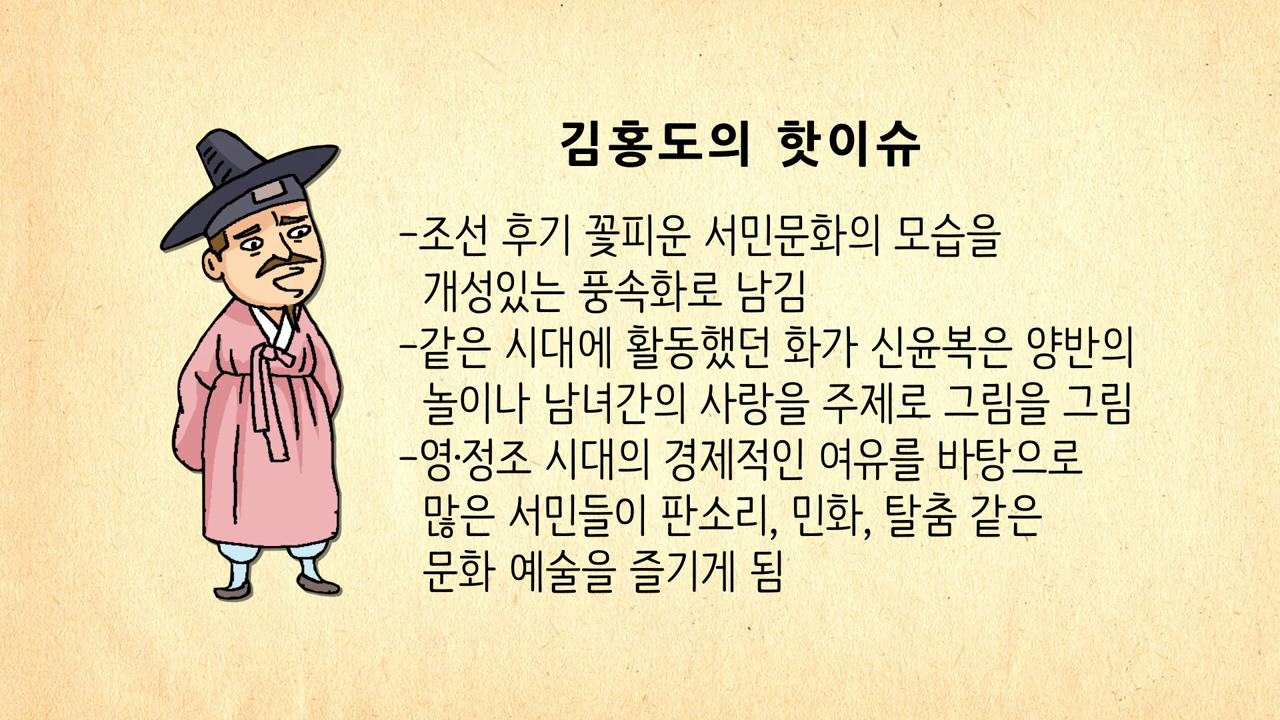 김홍도의 핫이슈
-조선 후기 꽃피운 서민문화의 모습을
개성있는 풍속화로 남김
-같은 시대에 활동했던 화가 신윤복은 양반의
놀이나 남녀간의 사랑을 주제로 그림을 그림
-영·정조 시대의 경제적인 여유를 바탕으로
많은 서민들이 판소리, 민화, 탈춤 같은
문화 예술을 즐기게 됨